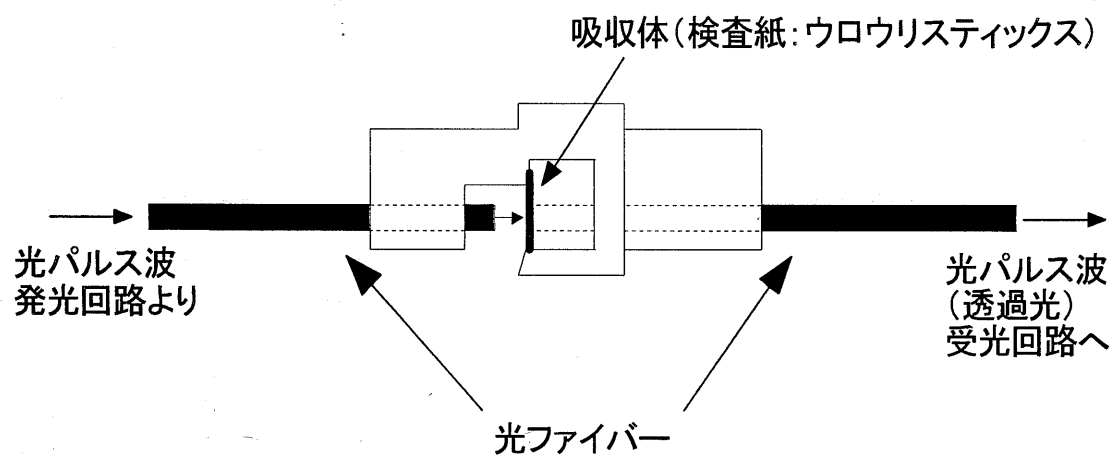 吸収体（検査紙：ウロウリスティックス）
光パルス波
発光回路より
光パルス波
（透過光）
受光回路へ
光ファイバー